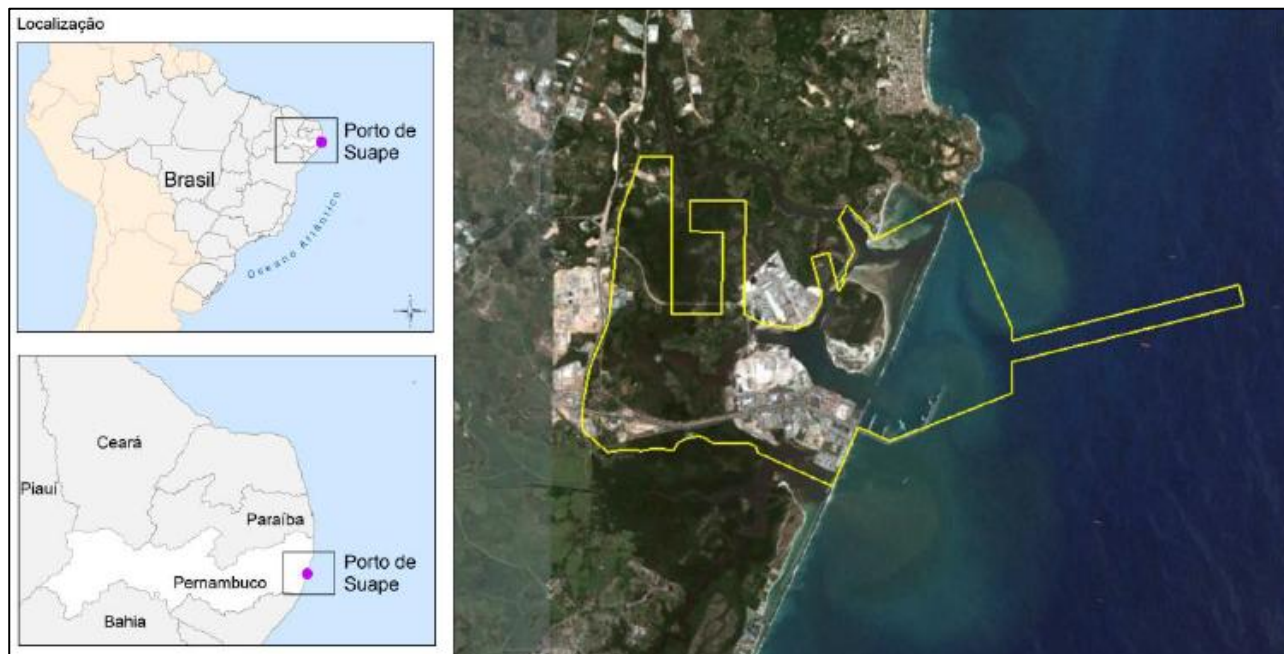 Localização
Porto de
Suape
Brasil
Oceano Atlântico
Ceará
Piauí
Paraíba
Porto de
Suape
Pernambuco
Bahia